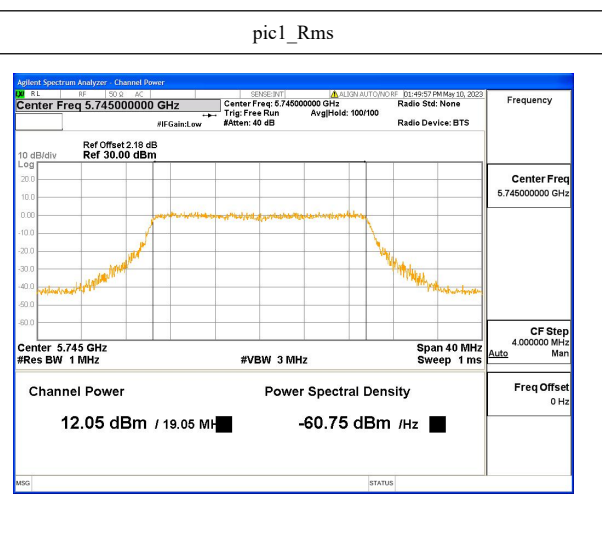 pic1_Rms
Agilent Spectrum Analyzer - Channel Power
RL RF 50 Ω AC SENSE:INT ALIGN AUTO/NO RF 01:49:57 PM May 10, 2023
Center Freq 5.745000000 GHz
Center Freq: 5.745000000 GHz Radio Std: None
Trig: Free Run Avg|Hold: 100/100
#IFGain:Low #Atten: 40 dB Radio Device: BTS
Ref Offset 2.18 dB
10 dB/div Ref 30.00 dBm
Log
20.0
10.0
0.00
-10.0
-20.0
-30.0
-40.0
-50.0
-60.0
Center 5.745 GHz Span 40 MHz
#Res BW 1 MHz #VBW 3 MHz Sweep 1 ms
Channel Power Power Spectral Density
12.05 dBm / 19.05 MH -60.75 dBm /Hz
MSG STATUS
Frequency
Center Freq
5.745000000 GHz
CF Step
4.000000 MHz
Auto Man
Freq Offset
0 Hz